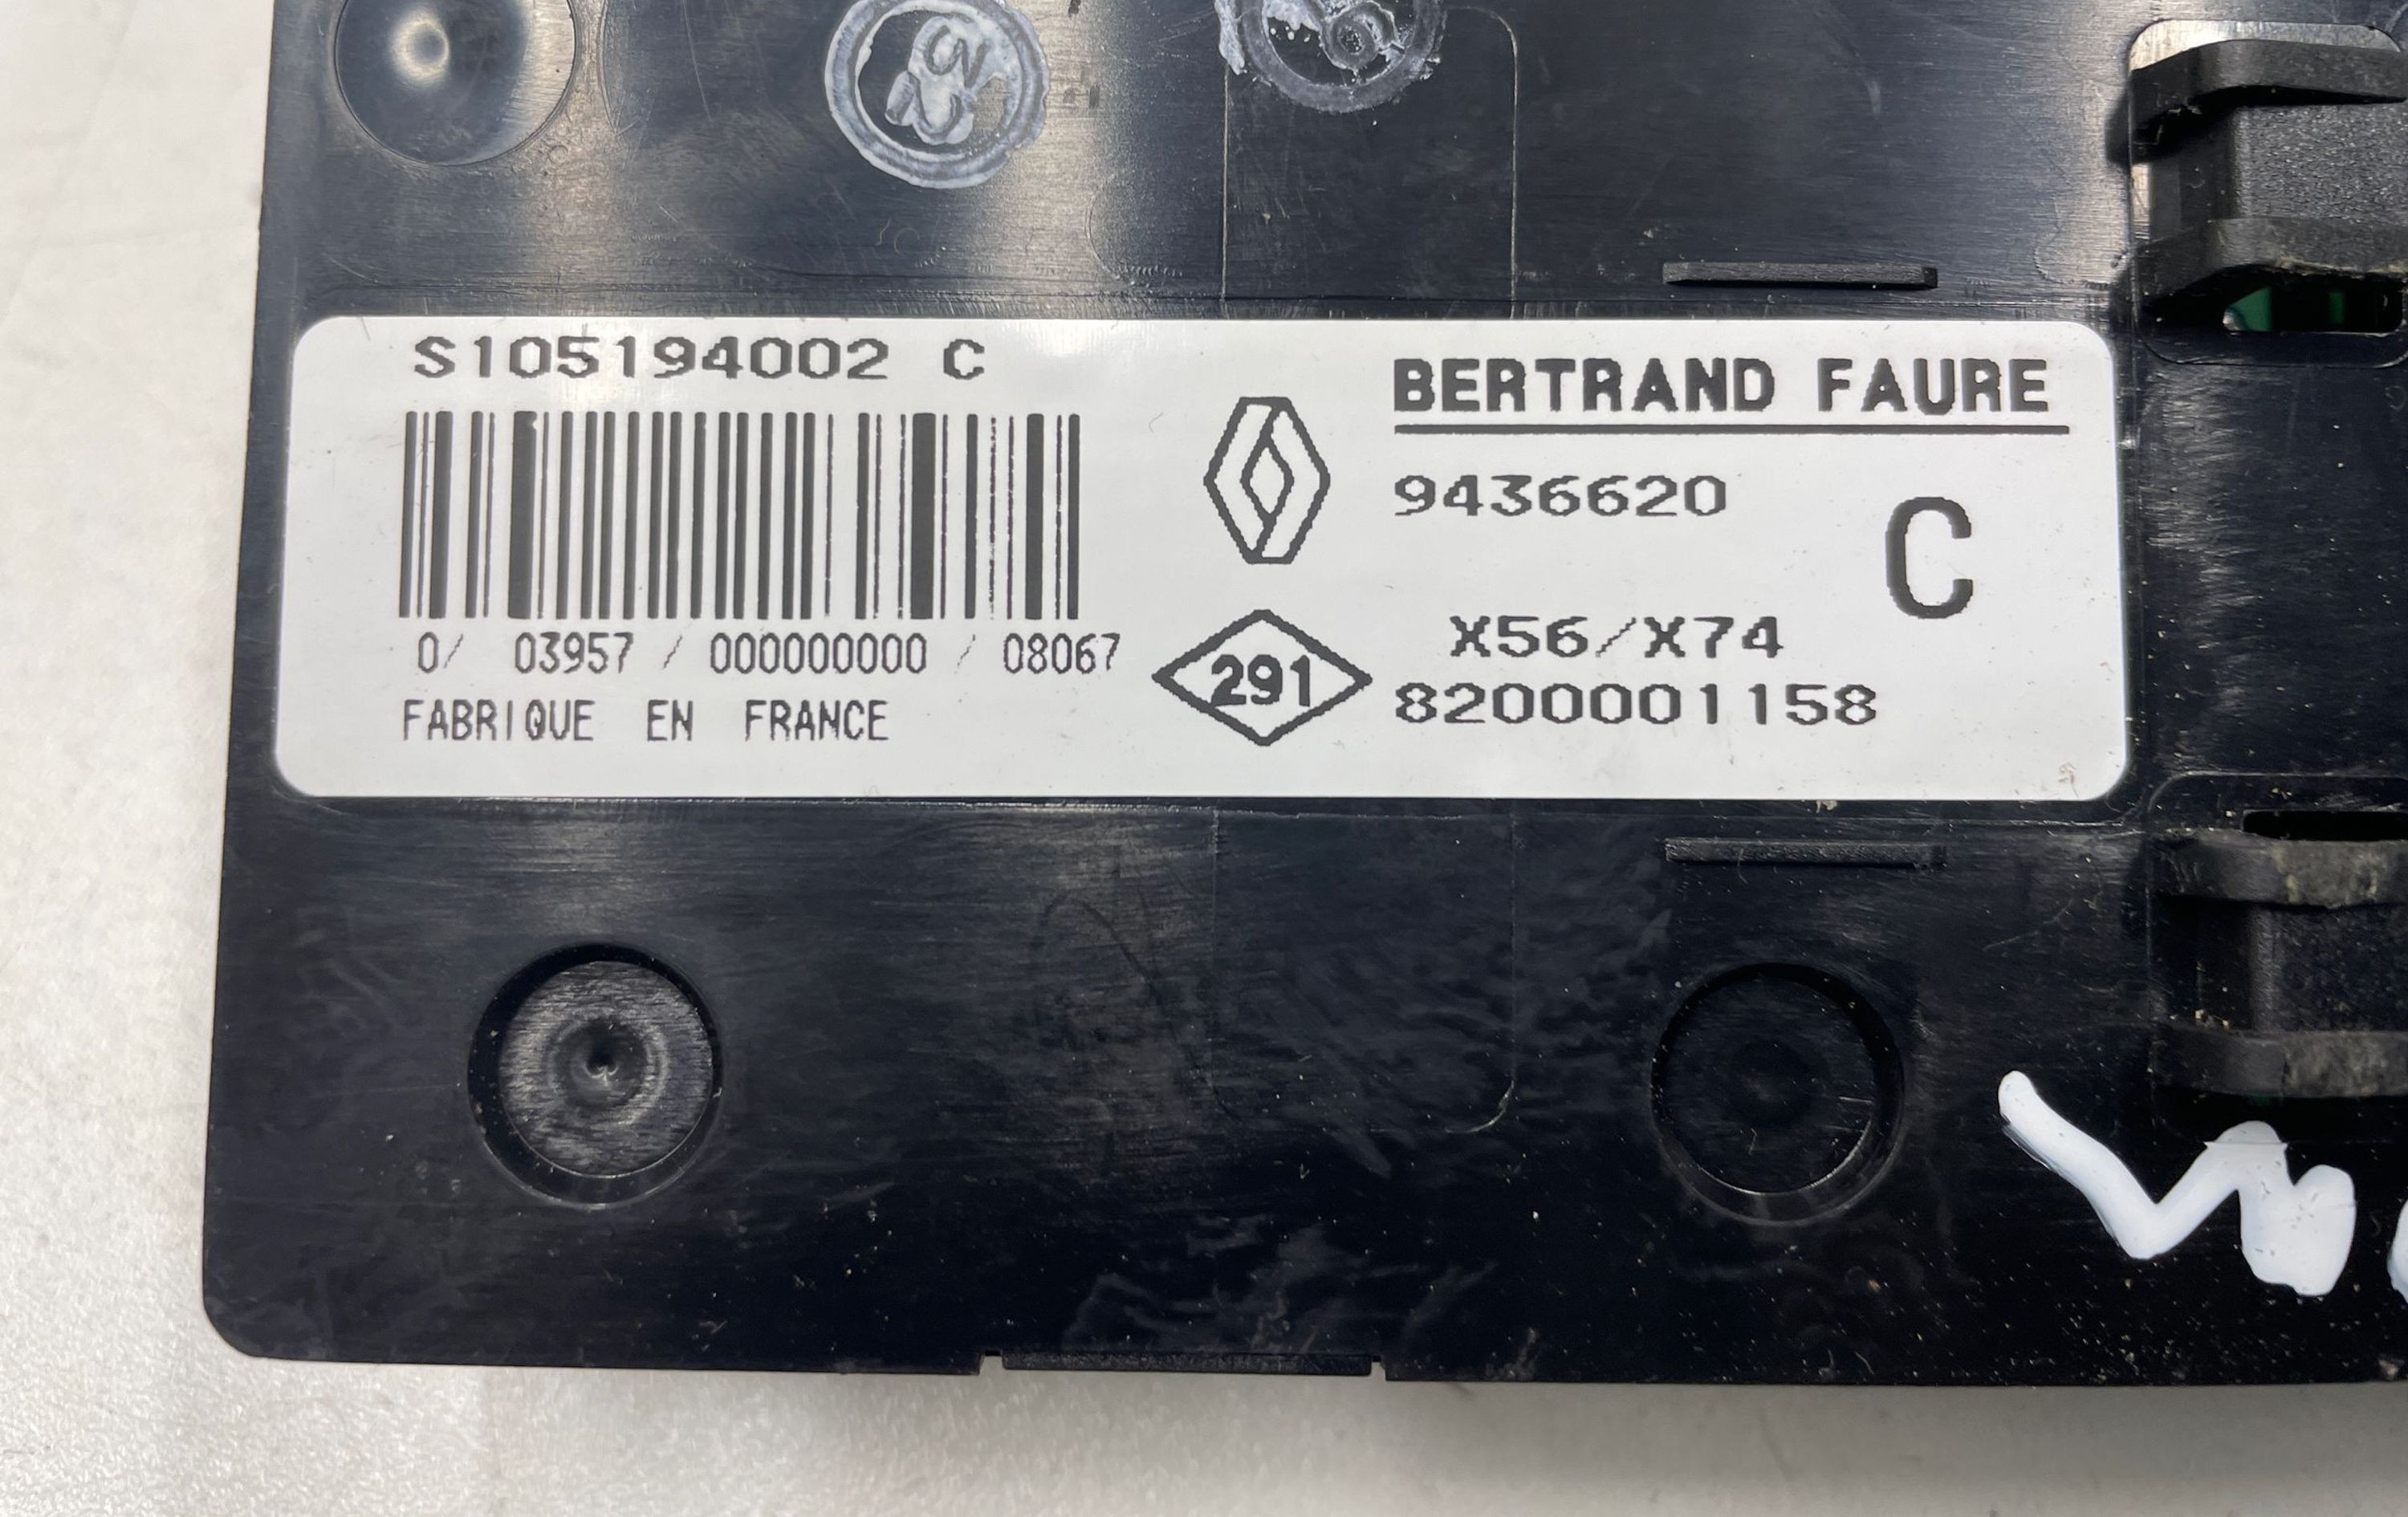 S105194002 C
0/ 03957 / 000000000 / 08067
FABRIQUE EN FRANCE
BERTRAND FAURE
9436620
C
X56/X74
291
8200001158